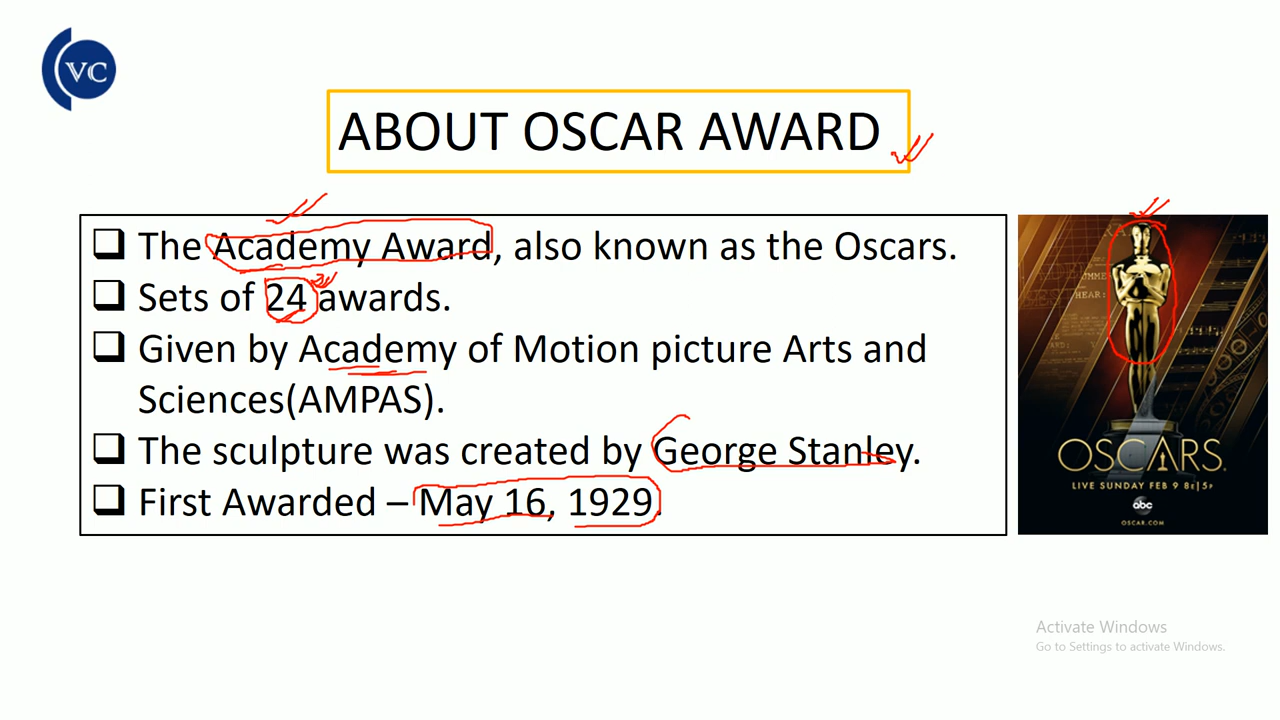 VC
ABOUT OSCAR AWARD
The Academy Award, also known as the Oscars.
Sets of 24 awards.
Given by Academy of Motion picture Arts and
Sciences(AMPAS).
The sculpture was created by George Stanley.
First Awarded – May 16, 1929.
OSCARS.
LIVE SUNDAY FEB 9 8E|5P
abc
OSCAR.COM
Activate Windows
Go to Settings to activate Windows.